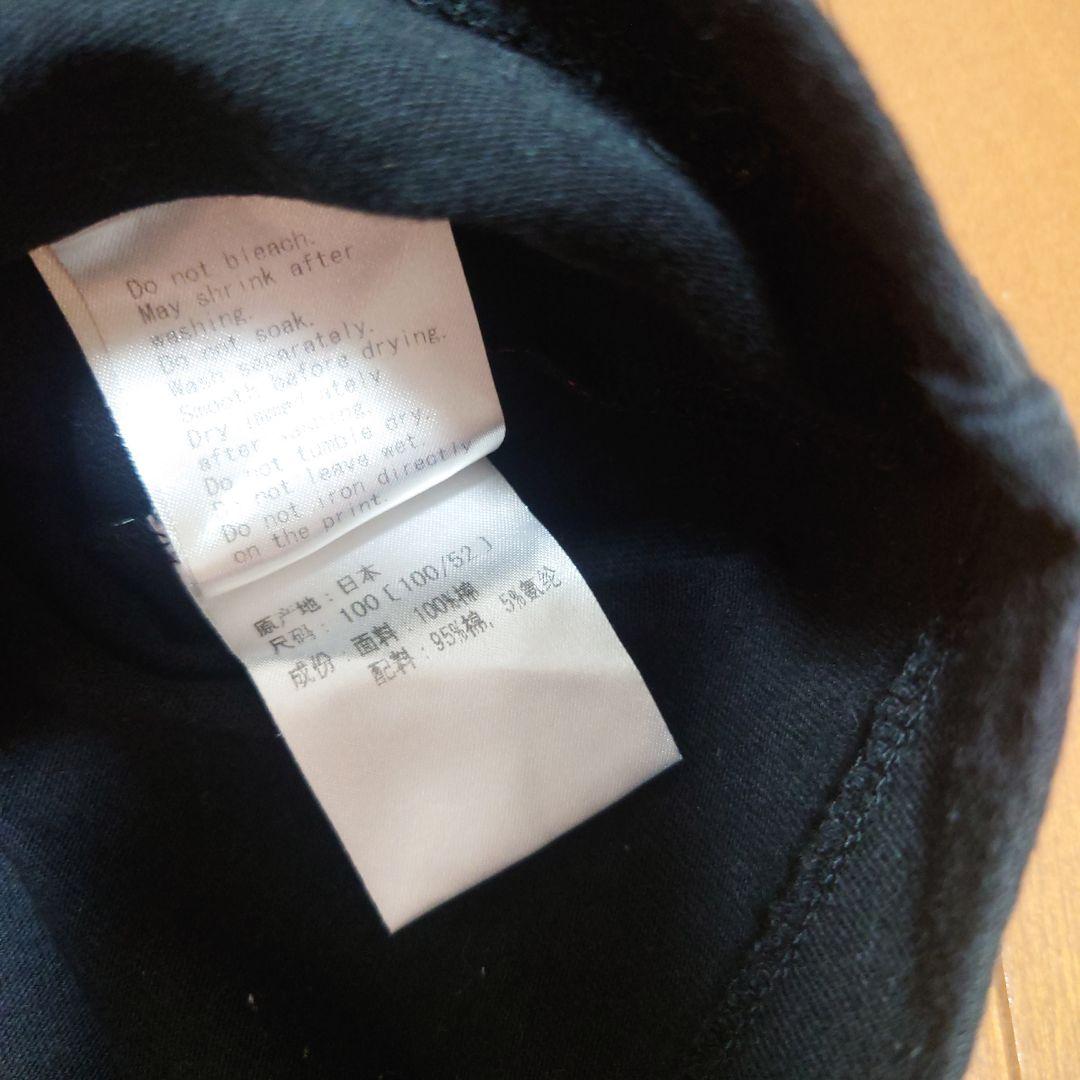 Do not bleach.
May shrink after
washing.
Do not soak.
Wash separately.
Smooth before drying.
Dry immediately
after washing.
Do not tumble dry.
Do not leave wet.
Do not iron directly
on the print.
原产地：日本
尺码：100［100/52］
成份：面料：100%棉
配料：95%棉，5%氨纶